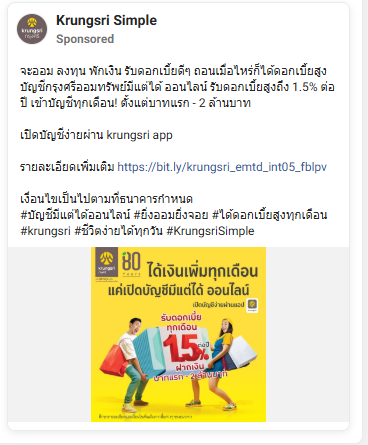 Krungsri Simple
Sponsored
จะออม ลงทุน พักเงิน รับดอกเบี้ยดีๆ ถอนเมื่อไหร่ก็ได้ดอกเบี้ยสูง
บัญชีกรุงศรีออมทรัพย์มีแต่ได้ ออนไลน์ รับดอกเบี้ยสูงถึง 1.5% ต่อ
ปี เข้าบัญชีทุกเดือน! ตั้งแต่บาทแรก - 2 ล้านบาท
เปิดบัญชีง่ายผ่าน krungsri app
รายละเอียดเพิ่มเติม https://bit.ly/krungsri_emtd_int05_fblpv
เงื่อนไขเป็นไปตามที่ธนาคารกำหนด
#บัญชีมีแต่ได้ออนไลน์ #ยิ่งออมยิ่งจอย #ได้ดอกเบี้ยสูงทุกเดือน
#krungsri #ชีวิตง่ายได้ทุกวัน #KrungsriSimple
krungsri
กรุงศรี
80
YEARS
ได้เงินเพิ่มทุกเดือน
แค่เปิดบัญชีมีแต่ได้ ออนไลน์
เปิดบัญชีง่ายผ่านแอป
รับดอกเบี้ย
ทุกเดือน
1.5% ต่อปี
ฝากเงิน
บาทแรก - 2 ล้านบาท